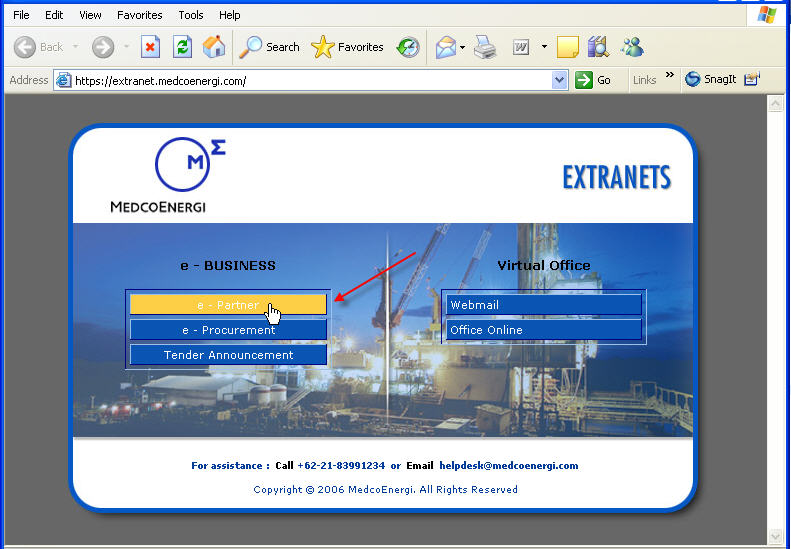 File Edit View Favorites Tools Help
Back Search Favorites
Address https://extranet.medcoenergi.com/ Go Links » SnagIt
M Σ
MEDCOENERGI
EXTRANETS
e - BUSINESS
e - Partner
e - Procurement
Tender Announcement
Virtual Office
Webmail
Office Online
For assistance : Call +62-21-83991234 or Email helpdesk@medcoenergi.com
Copyright © 2006 MedcoEnergi. All Rights Reserved